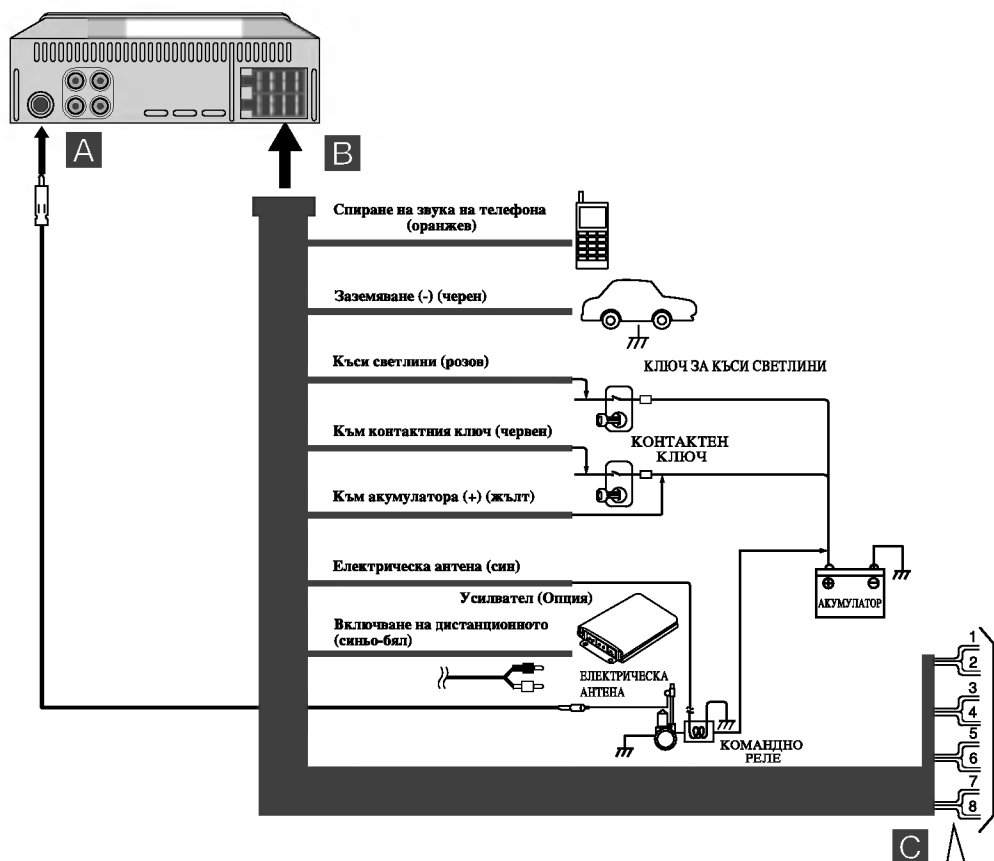 A
B
Спиране на звука на телефона
(оранжев)
Заземяване (-) (черен)
Къси светлини (розов)
КЛЮЧ ЗА КЪСИ СВЕТЛИНИ
Към контактния ключ (червен)
КОНТАКТЕН
КЛЮЧ
Към акумулатора (+) (жълт)
Електрическа антена (син)
АКУМУЛАТОР
Усилвател (Опция)
Включване на дистанционното
(синьо-бял)
ЕЛЕКТРИЧЕСКА
АНТЕНА
КОМАНДНО
РЕЛЕ
1
2
3
4
5
6
7
8
C